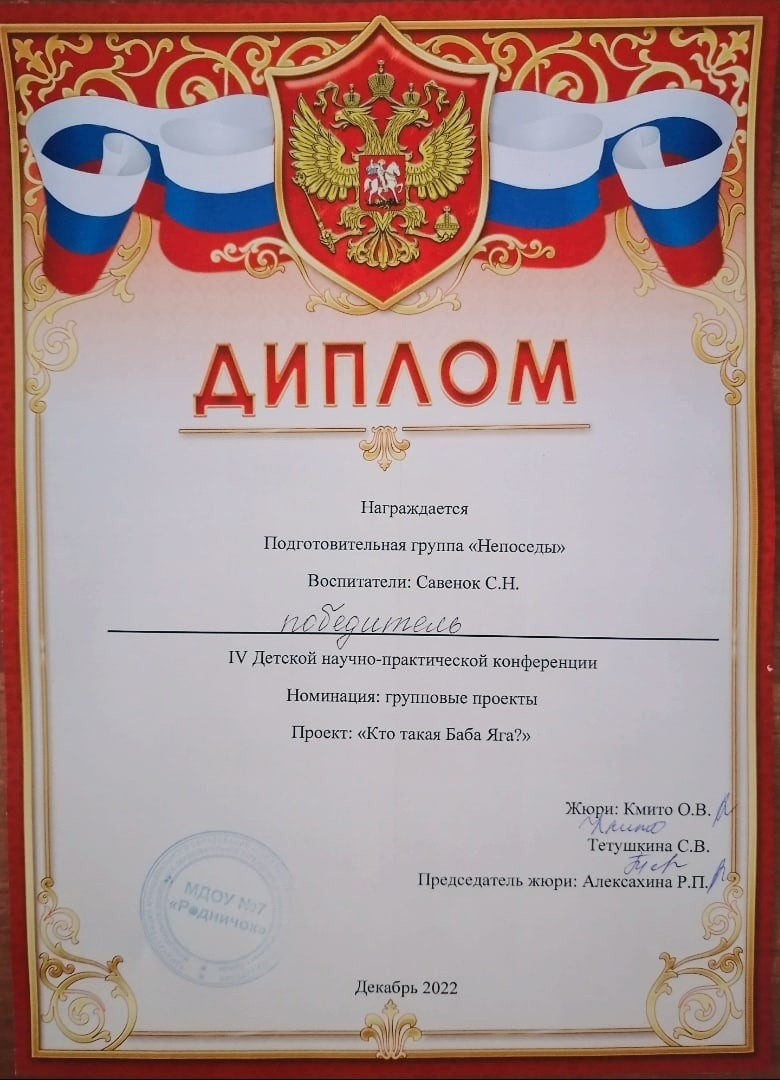 ДИПЛОМ
Награждается
Подготовительная группа «Непоседы»
Воспитатели: Савенок С.Н.
победитель
IV Детской научно-практической конференции
Номинация: групповые проекты
Проект: «Кто такая Баба Яга?»
Жюри: Кмито О.В.
Кмито
Тетушкина С.В.
Председатель жюри: Алексахина Р.П.
МДОУ №7
«Родничок»
Декабрь 2022